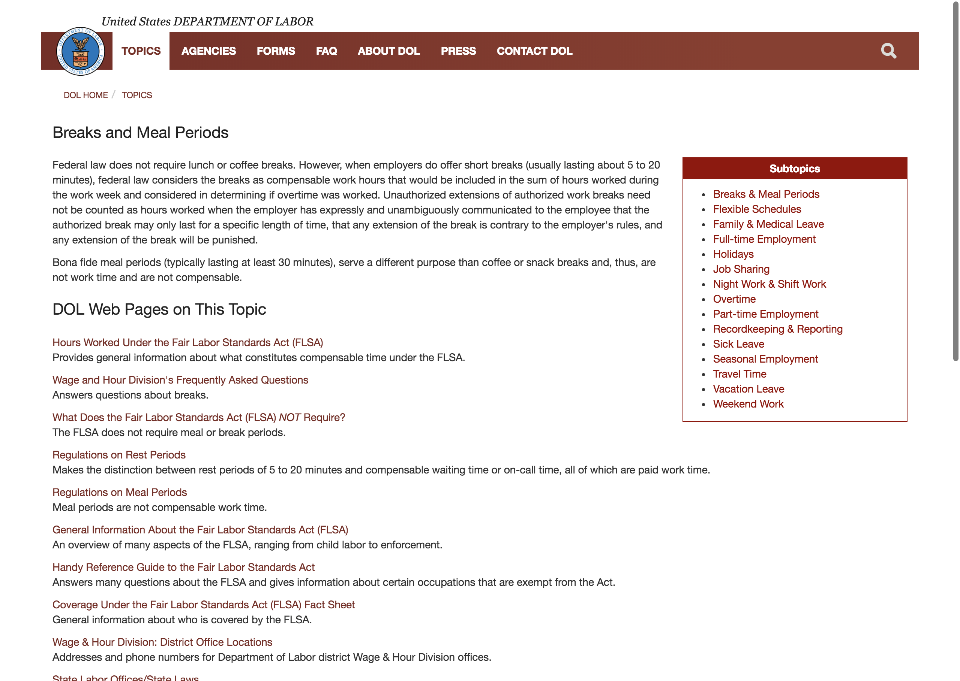 United States DEPARTMENT OF LABOR
TOPICS AGENCIES FORMS FAQ ABOUT DOL PRESS CONTACT DOL
DOL HOME / TOPICS
Breaks and Meal Periods
Federal law does not require lunch or coffee breaks. However, when employers do offer short breaks (usually lasting about 5 to 20
minutes), federal law considers the breaks as compensable work hours that would be included in the sum of hours worked during
the work week and considered in determining if overtime was worked. Unauthorized extensions of authorized work breaks need
not be counted as hours worked when the employer has expressly and unambiguously communicated to the employee that the
authorized break may only last for a specific length of time, that any extension of the break is contrary to the employer's rules, and
any extension of the break will be punished.
Bona fide meal periods (typically lasting at least 30 minutes), serve a different purpose than coffee or snack breaks and, thus, are
not work time and are not compensable.
DOL Web Pages on This Topic
Hours Worked Under the Fair Labor Standards Act (FLSA)
Provides general information about what constitutes compensable time under the FLSA.
Wage and Hour Division's Frequently Asked Questions
Answers questions about breaks.
What Does the Fair Labor Standards Act (FLSA) NOT Require?
The FLSA does not require meal or break periods.
Regulations on Rest Periods
Makes the distinction between rest periods of 5 to 20 minutes and compensable waiting time or on-call time, all of which are paid work time.
Regulations on Meal Periods
Meal periods are not compensable work time.
General Information About the Fair Labor Standards Act (FLSA)
An overview of many aspects of the FLSA, ranging from child labor to enforcement.
Handy Reference Guide to the Fair Labor Standards Act
Answers many questions about the FLSA and gives information about certain occupations that are exempt from the Act.
Coverage Under the Fair Labor Standards Act (FLSA) Fact Sheet
General information about who is covered by the FLSA.
Wage & Hour Division: District Office Locations
Addresses and phone numbers for Department of Labor district Wage & Hour Division offices.
State Labor Offices/State Laws
Subtopics
Breaks & Meal Periods
Flexible Schedules
Family & Medical Leave
Full-time Employment
Holidays
Job Sharing
Night Work & Shift Work
Overtime
Part-time Employment
Recordkeeping & Reporting
Sick Leave
Seasonal Employment
Travel Time
Vacation Leave
Weekend Work